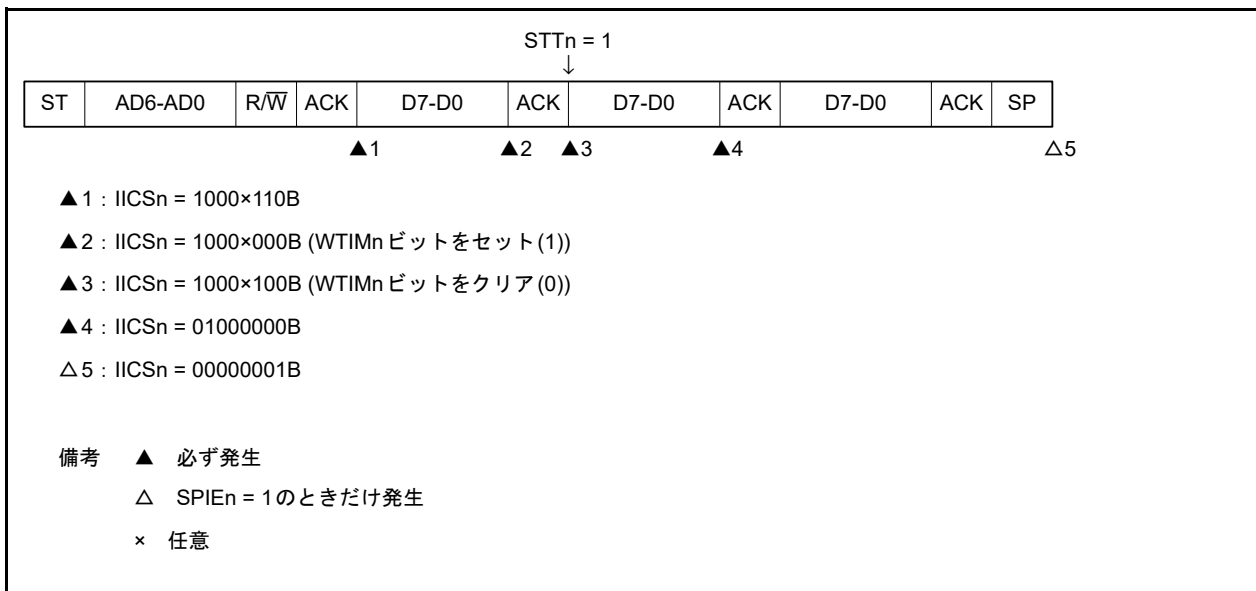 STTn = 1
↓
ST AD6-AD0 R/W̅ ACK D7-D0 ACK D7-D0 ACK D7-D0 ACK SP
▲1 ▲2 ▲3 ▲4 △5
▲1：IICSn = 1000×110B
▲2：IICSn = 1000×000B (WTIMnビットをセット(1))
▲3：IICSn = 1000×100B (WTIMnビットをクリア(0))
▲4：IICSn = 01000000B
△5：IICSn = 00000001B
備考 ▲ 必ず発生
△ SPIEn = 1のときだけ発生
× 任意